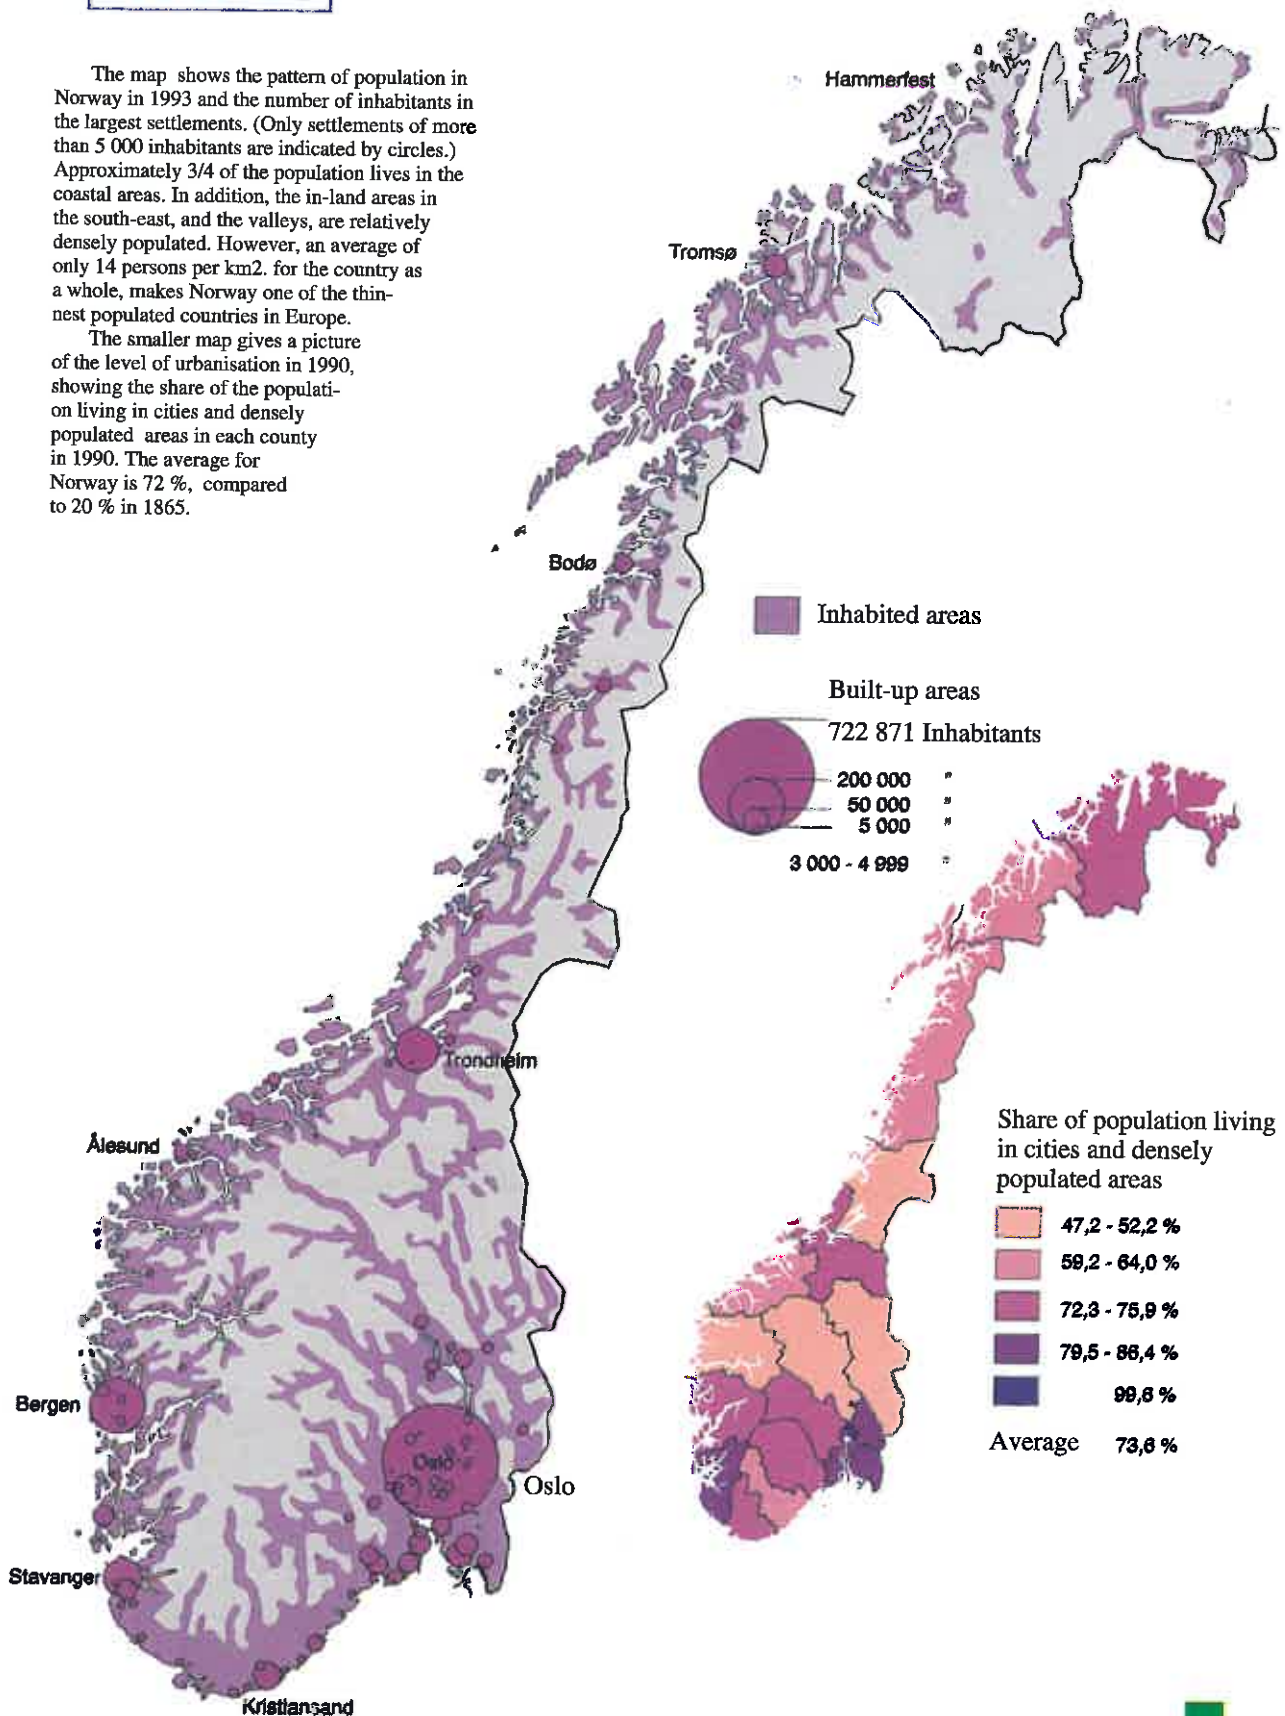 The map shows the pattern of population in
Norway in 1993 and the number of inhabitants in
the largest settlements. (Only settlements of more
than 5 000 inhabitants are indicated by circles.)
Approximately 3/4 of the population lives in the
coastal areas. In addition, the in-land areas in
the south-east, and the valleys, are relatively
densely populated. However, an average of
only 14 persons per km2. for the country as
a whole, makes Norway one of the thin-
nest populated countries in Europe.
The smaller map gives a picture
of the level of urbanisation in 1990,
showing the share of the populati-
on living in cities and densely
populated areas in each county
in 1990. The average for
Norway is 72 %, compared
to 20 % in 1865.
Hammerfest
Tromsø
Bodø
Trondheim
Ålesund
Bergen
Oslo
Oslo
Stavanger
Kristiansand
Inhabited areas
Built-up areas
722 871 Inhabitants
200 000 "
50 000 "
5 000 "
3 000 - 4 999 "
Share of population living
in cities and densely
populated areas
47,2 - 52,2 %
59,2 - 64,0 %
72,3 - 75,9 %
79,5 - 86,4 %
99,6 %
Average 73,6 %